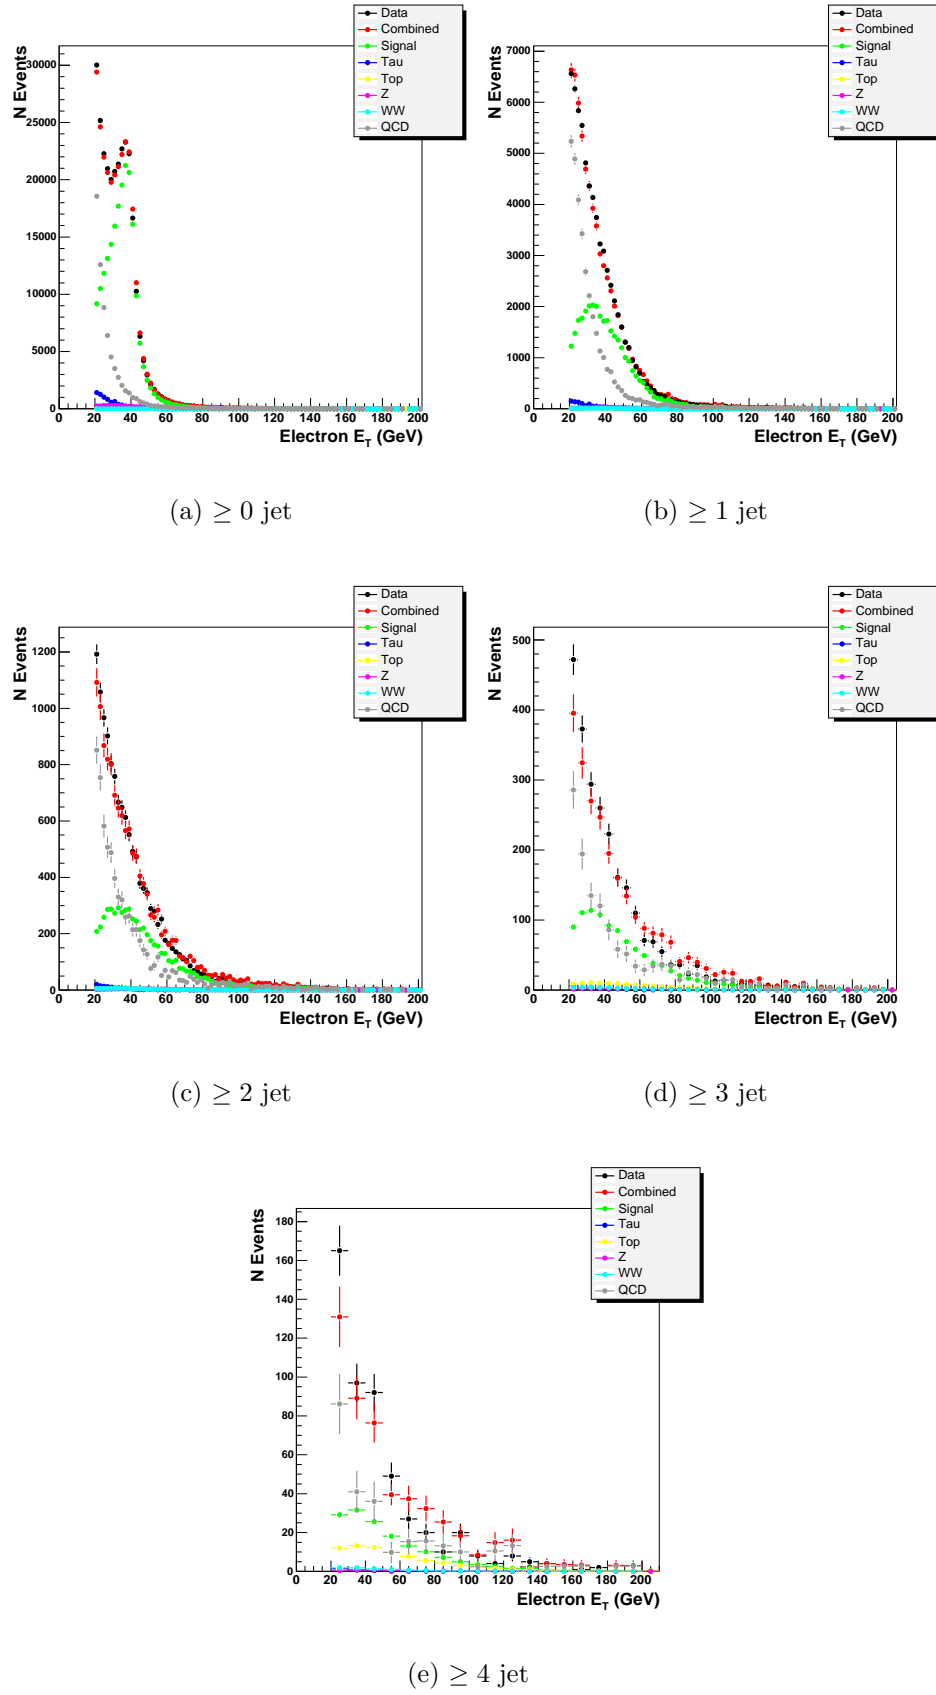 Data
Combined
Signal
Tau
Top
Z
WW
QCD
N Events
30000
25000
20000
15000
10000
5000
0
0 20 40 60 80 100 120 140 160 180 200
Electron E_T (GeV)
(a) ≥ 0 jet
Data
Combined
Signal
Tau
Top
Z
WW
QCD
N Events
7000
6000
5000
4000
3000
2000
1000
0
0 20 40 60 80 100 120 140 160 180 200
Electron E_T (GeV)
(b) ≥ 1 jet
Data
Combined
Signal
Tau
Top
Z
WW
QCD
N Events
1200
1000
800
600
400
200
0
0 20 40 60 80 100 120 140 160 180 200
Electron E_T (GeV)
(c) ≥ 2 jet
Data
Combined
Signal
Tau
Top
Z
WW
QCD
N Events
500
400
300
200
100
0
0 20 40 60 80 100 120 140 160 180 200
Electron E_T (GeV)
(d) ≥ 3 jet
Data
Combined
Signal
Tau
Top
Z
WW
QCD
N Events
180
160
140
120
100
80
60
40
20
0
0 20 40 60 80 100 120 140 160 180 200
Electron E_T (GeV)
(e) ≥ 4 jet